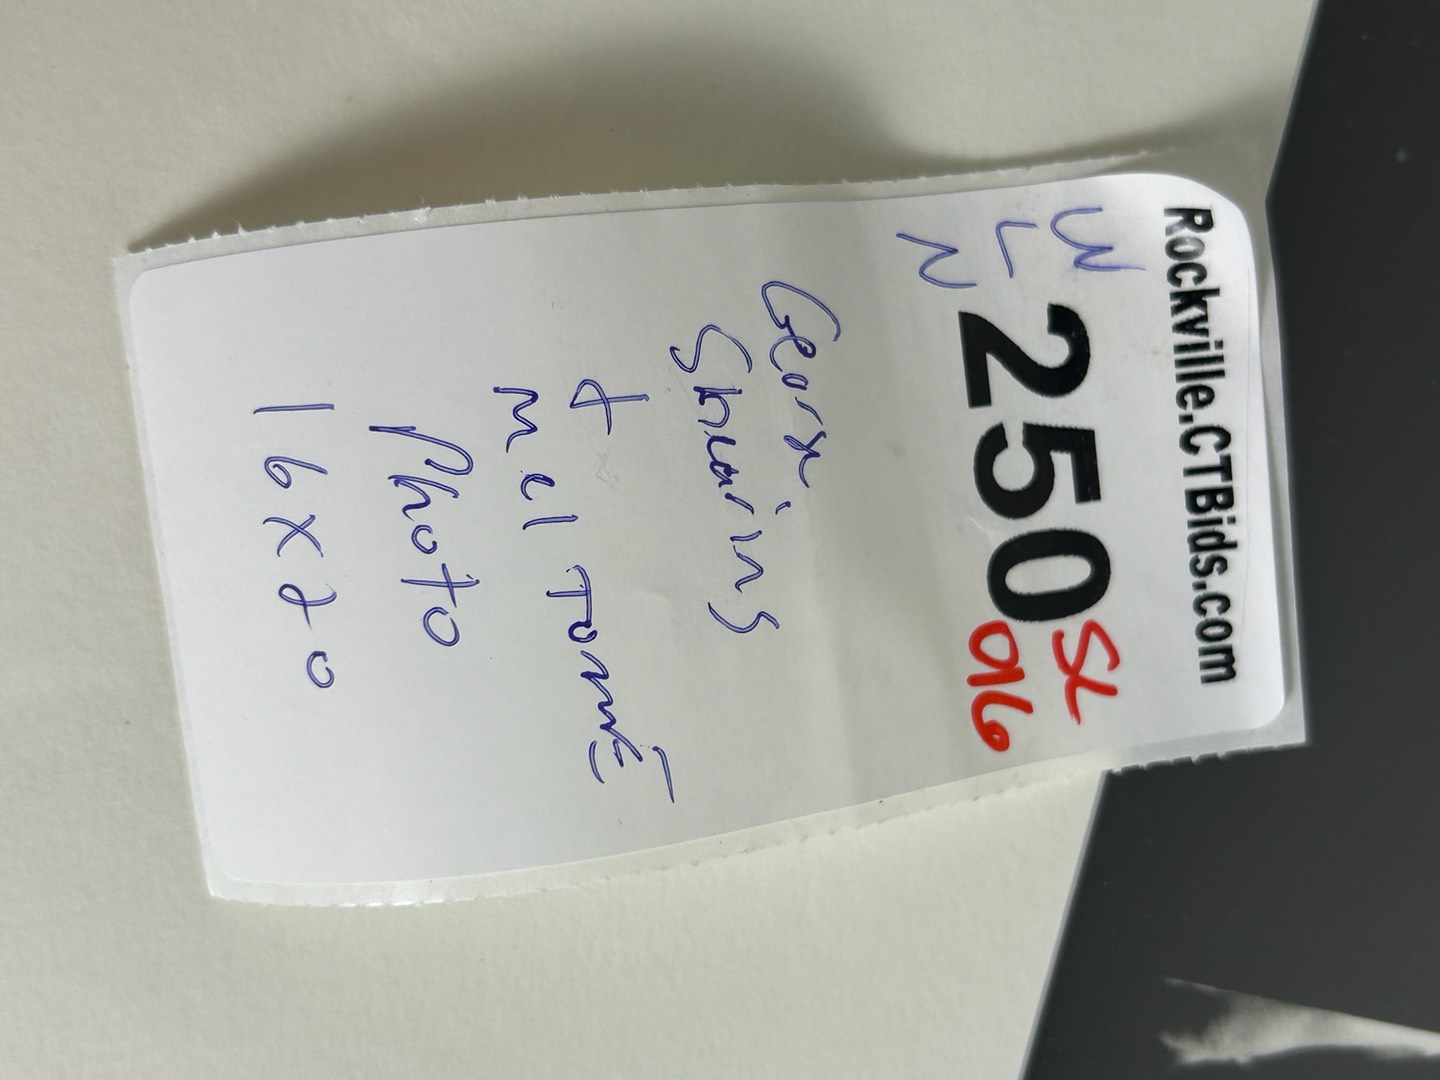 Rockville.CTBids.com
W
L 250 SL
N 016
George
Shearing
+
Mel TORMÉ
Photo
16x20